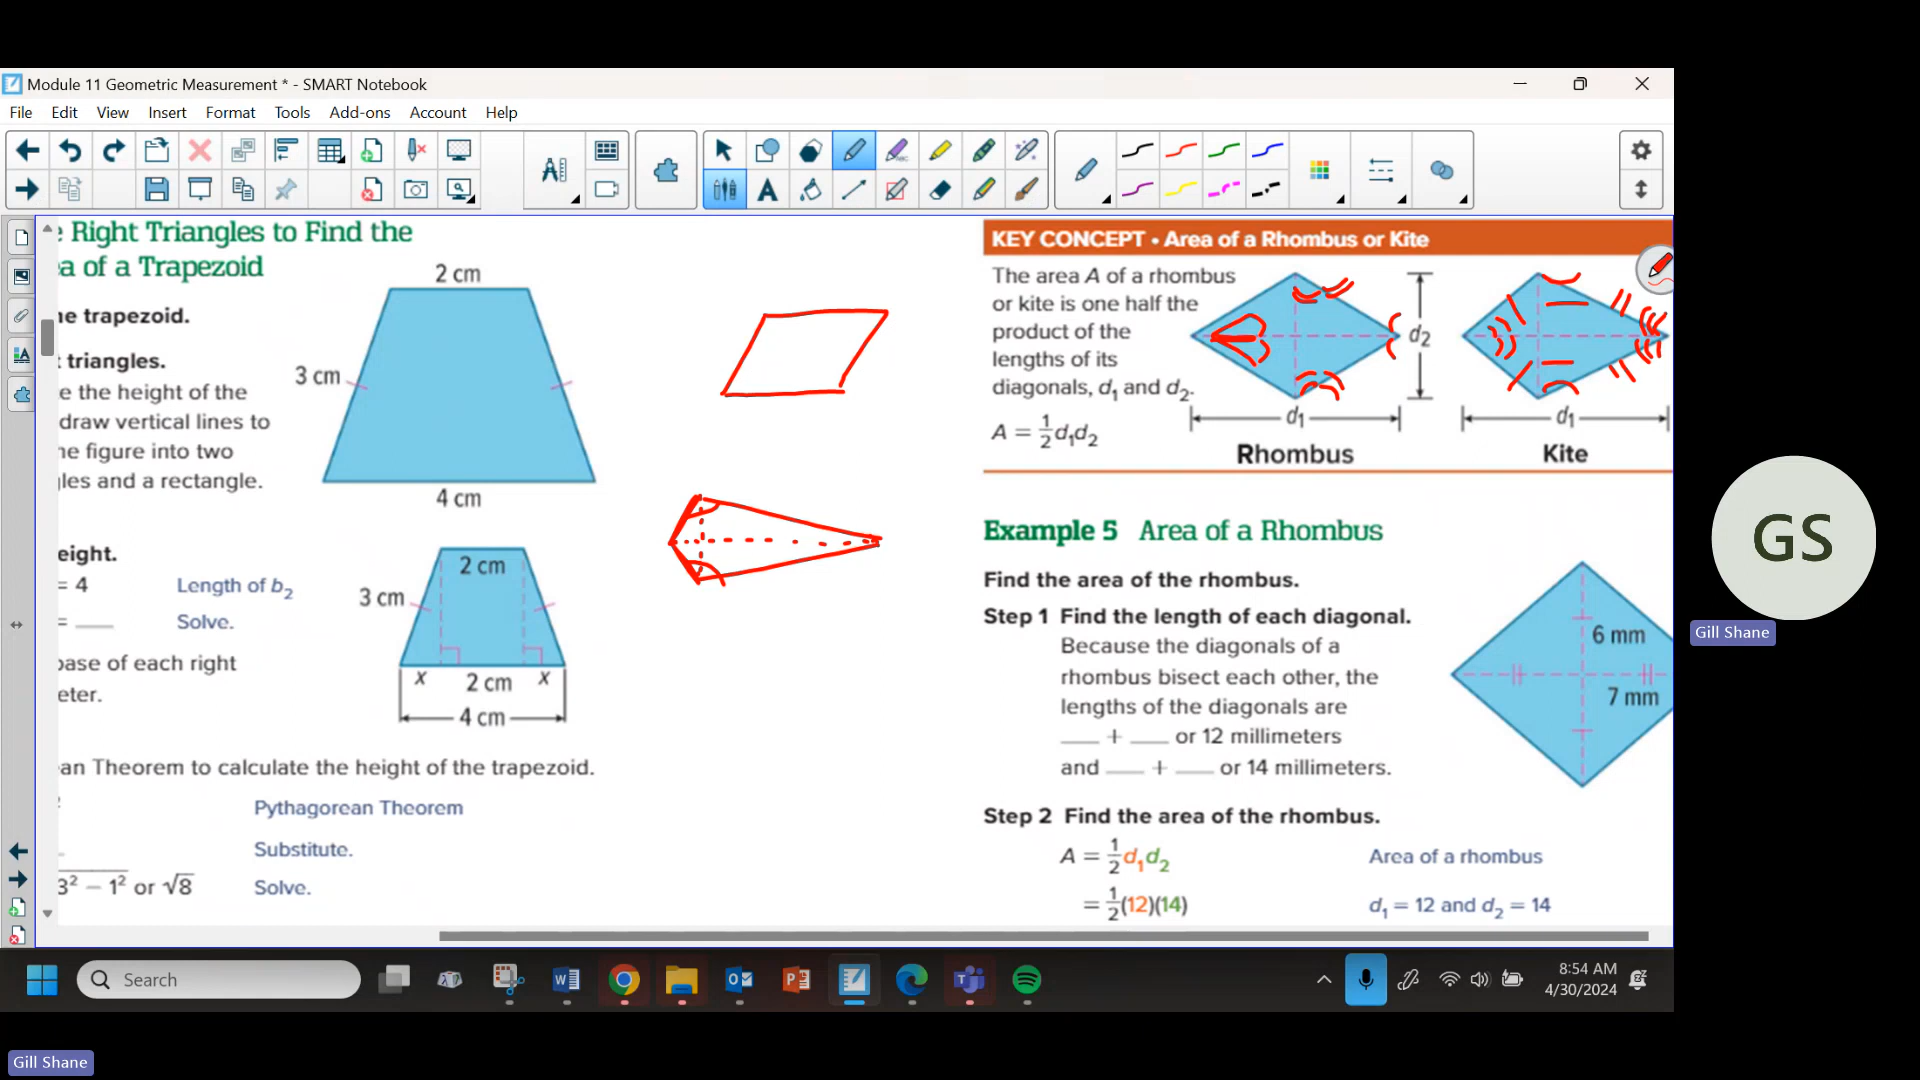 Module 11 Geometric Measurement * - SMART Notebook
File Edit View Insert Format Tools Add-ons Account Help
Right Triangles to Find the
a of a Trapezoid
2 cm
3 cm
4 cm
ne trapezoid.
t triangles.
e the height of the
draw vertical lines to
ne figure into two
gles and a rectangle.
eight.
= 4 Length of b₂
= ___ Solve.
base of each right
eter.
2 cm
3 cm
x 2 cm x
4 cm
an Theorem to calculate the height of the trapezoid.
Pythagorean Theorem
Substitute.
3² − 1² or √8 Solve.
KEY CONCEPT • Area of a Rhombus or Kite
The area A of a rhombus
or kite is one half the
product of the
lengths of its
diagonals, d₁ and d₂.
A = 1/2 d₁d₂
d₂
d₁
Rhombus
d₁
Kite
Example 5 Area of a Rhombus
Find the area of the rhombus.
Step 1 Find the length of each diagonal.
Because the diagonals of a
rhombus bisect each other, the
lengths of the diagonals are
___ + ___ or 12 millimeters
and ___ + ___ or 14 millimeters.
6 mm
7 mm
Step 2 Find the area of the rhombus.
A = 1/2 d₁d₂ Area of a rhombus
= 1/2 (12)(14) d₁ = 12 and d₂ = 14
Search
8:54 AM
4/30/2024
GS
Gill Shane
Gill Shane